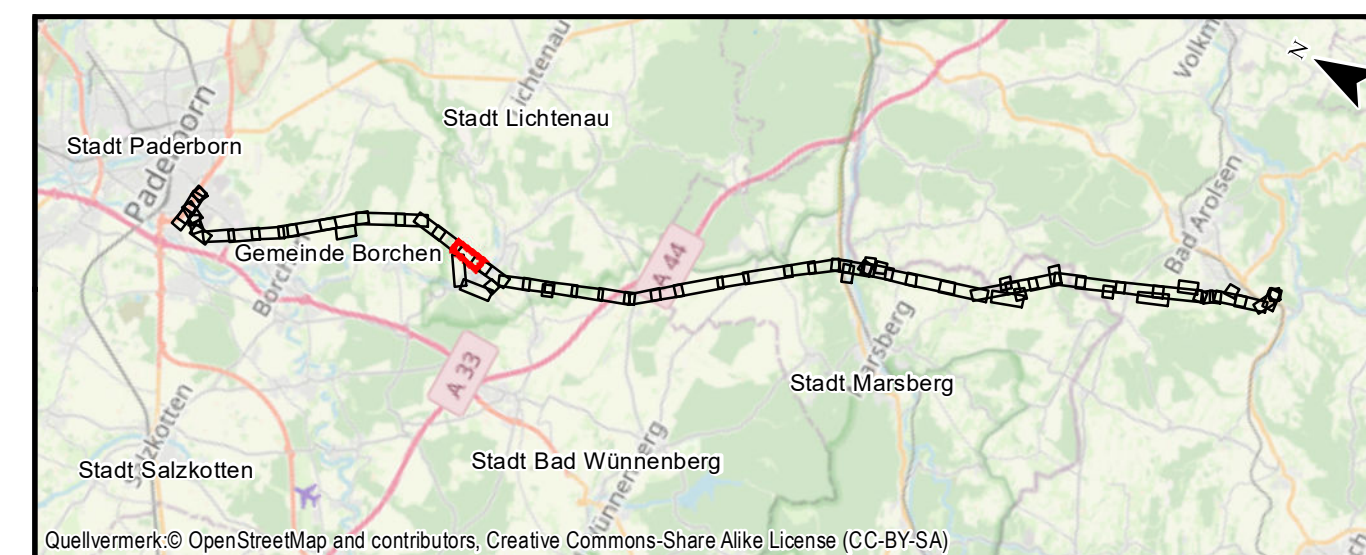 Volkm
N
ichtenau
Stadt Lichtenau
Stadt Paderborn
Paderborn
Bad Arolsen
Gemeinde Borchen
A 44
Borchen
Marsberg
A 33
Stadt Marsberg
Salzkotten
Stadt Bad Wünnenberg
Stadt Salzkotten
Wünnenberg
Quellvermerk:© OpenStreetMap and contributors, Creative Commons-Share Alike License (CC-BY-SA)